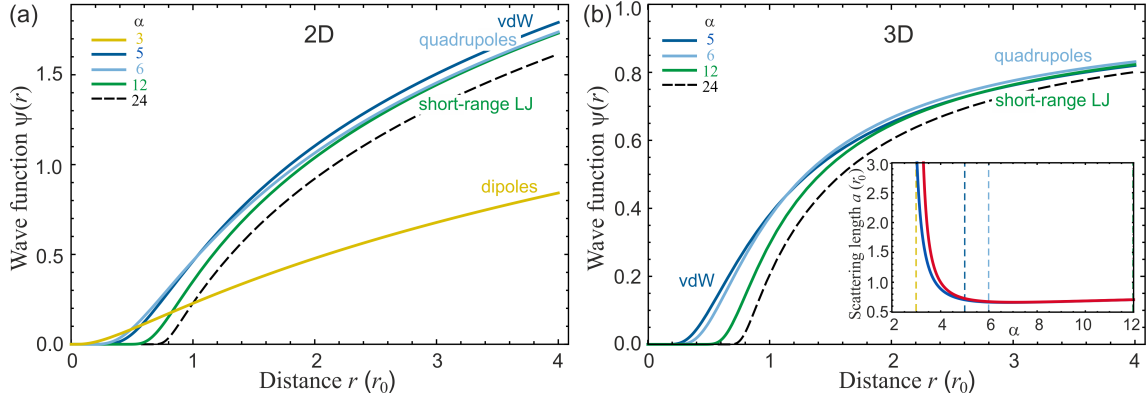 (a)
2D
α
3
5
6
12
24
vdW
quadrupoles
short-range LJ
dipoles
Wave function ψ(r)
1.5
1.0
0.5
0.0
0
1
2
3
4
Distance r (r0)
(b)
3D
α
5
6
12
24
quadrupoles
short-range LJ
vdW
Wave function ψ(r)
1.0
0.8
0.6
0.4
0.2
0.0
0
1
2
3
4
Distance r (r0)
Scattering length a (r0)
3.0
2.5
2.0
1.5
1.0
0.5
2
4
6
α
8
10
12